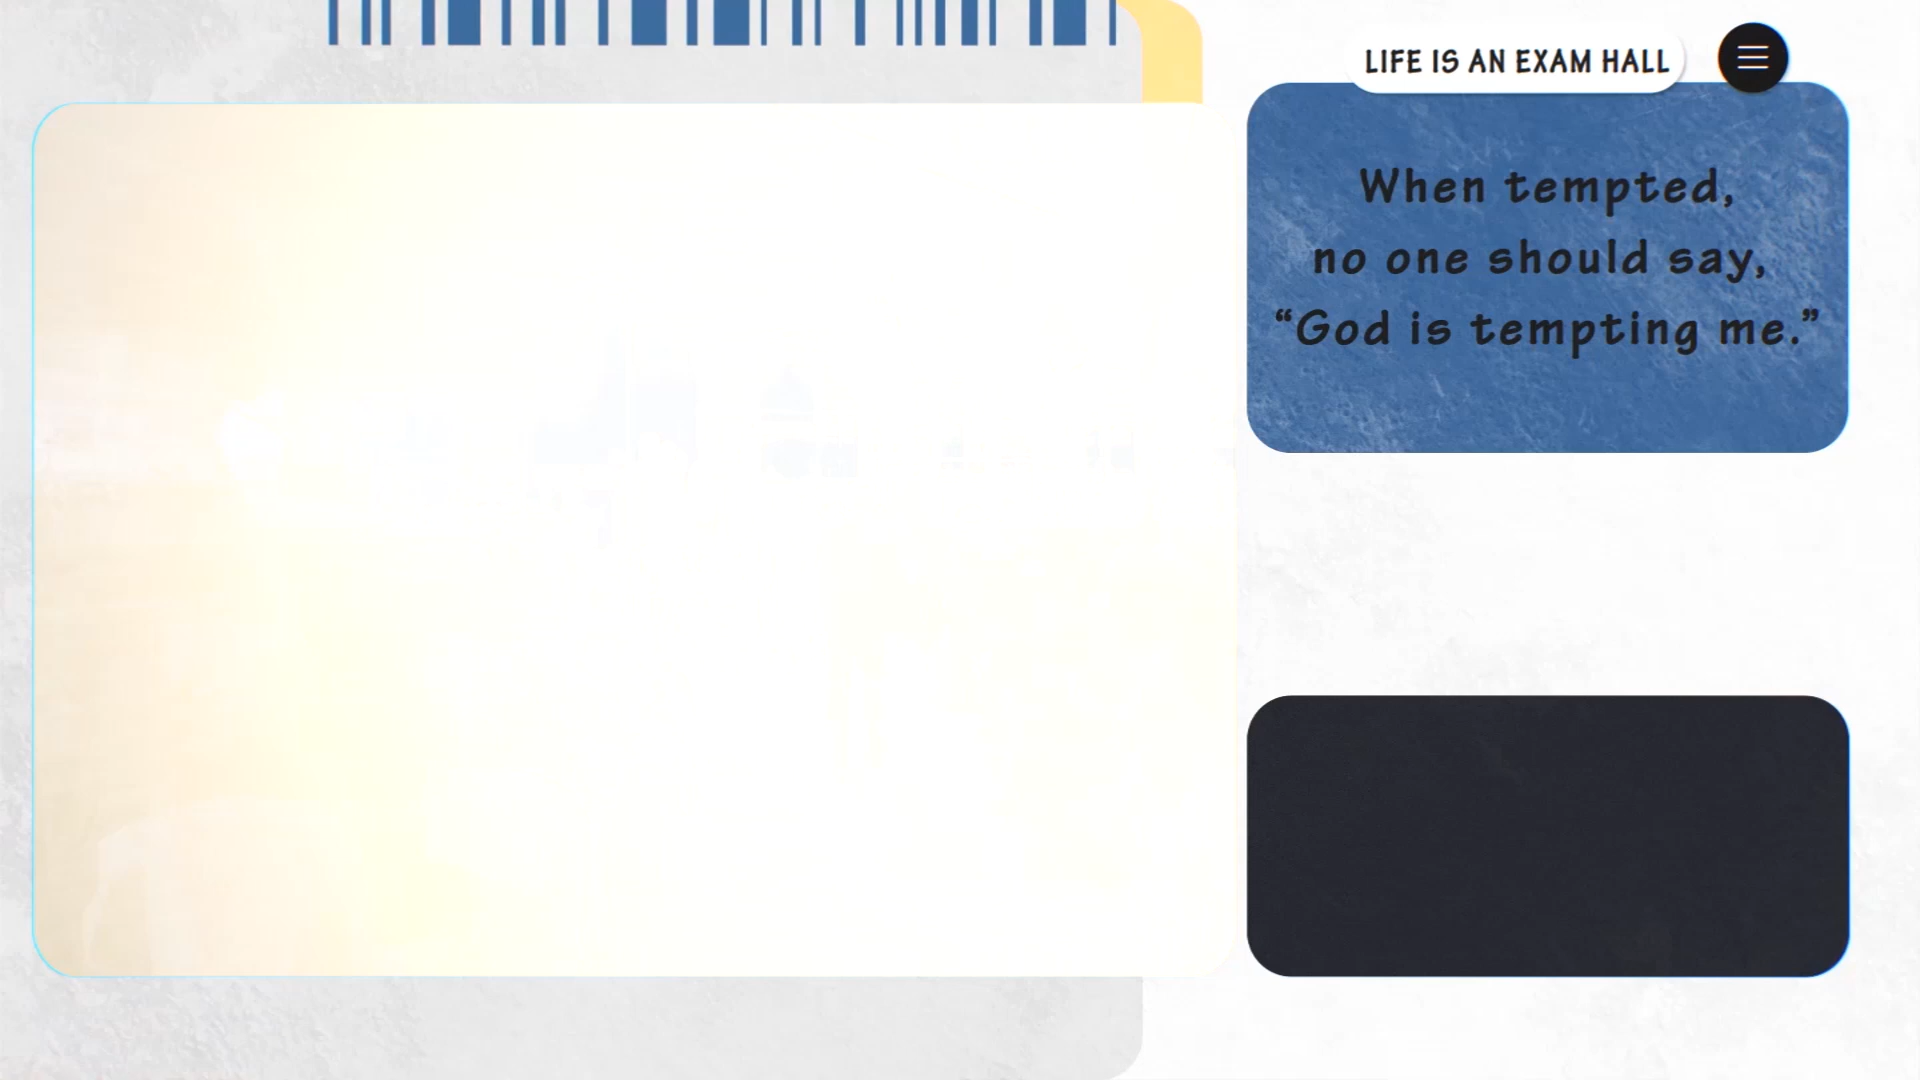 LIFE IS AN EXAM HALL
When tempted,
no one should say,
“God is tempting me.”